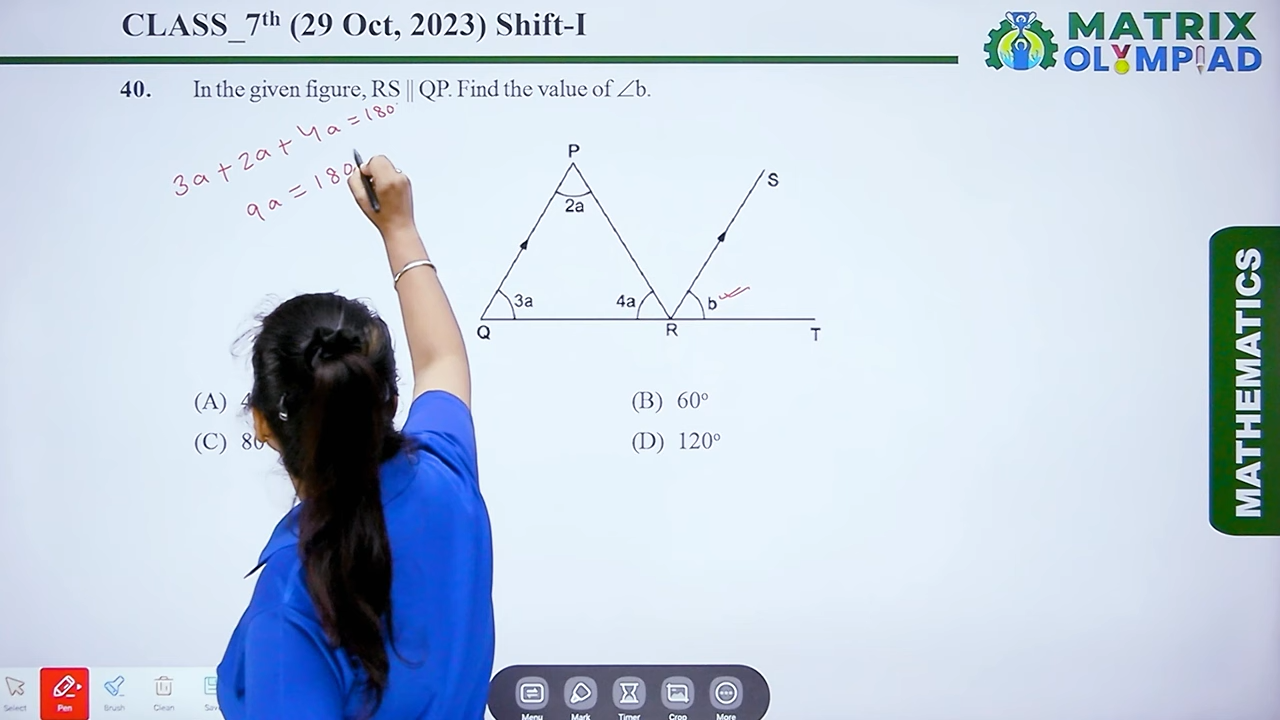 CLASS_7th (29 Oct, 2023) Shift-I
MATRIX
OLYMPIAD
40. In the given figure, RS || QP. Find the value of ∠b.
3a + 2a + 4a = 180°
9a = 180
P
S
2a
3a
4a
b
Q
R
T
(A) 4
(B) 60°
(C) 80
(D) 120°
MATHEMATICS
Select
Pen
Brush
Clean
Menu
Mark
Timer
Crop
More